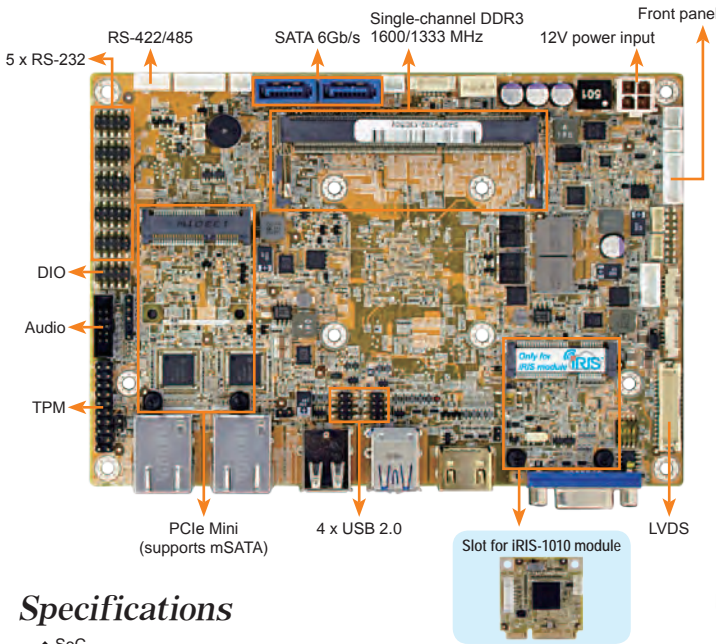 Single-channel DDR3
1600/1333 MHz
Front panel
RS-422/485
SATA 6Gb/s
12V power input
5 x RS-232
501
DIO
Audio
TPM
Only for
iRIS module
iRIS
PCIe Mini
(supports mSATA)
4 x USB 2.0
LVDS
Slot for iRIS-1010 module
Specifications